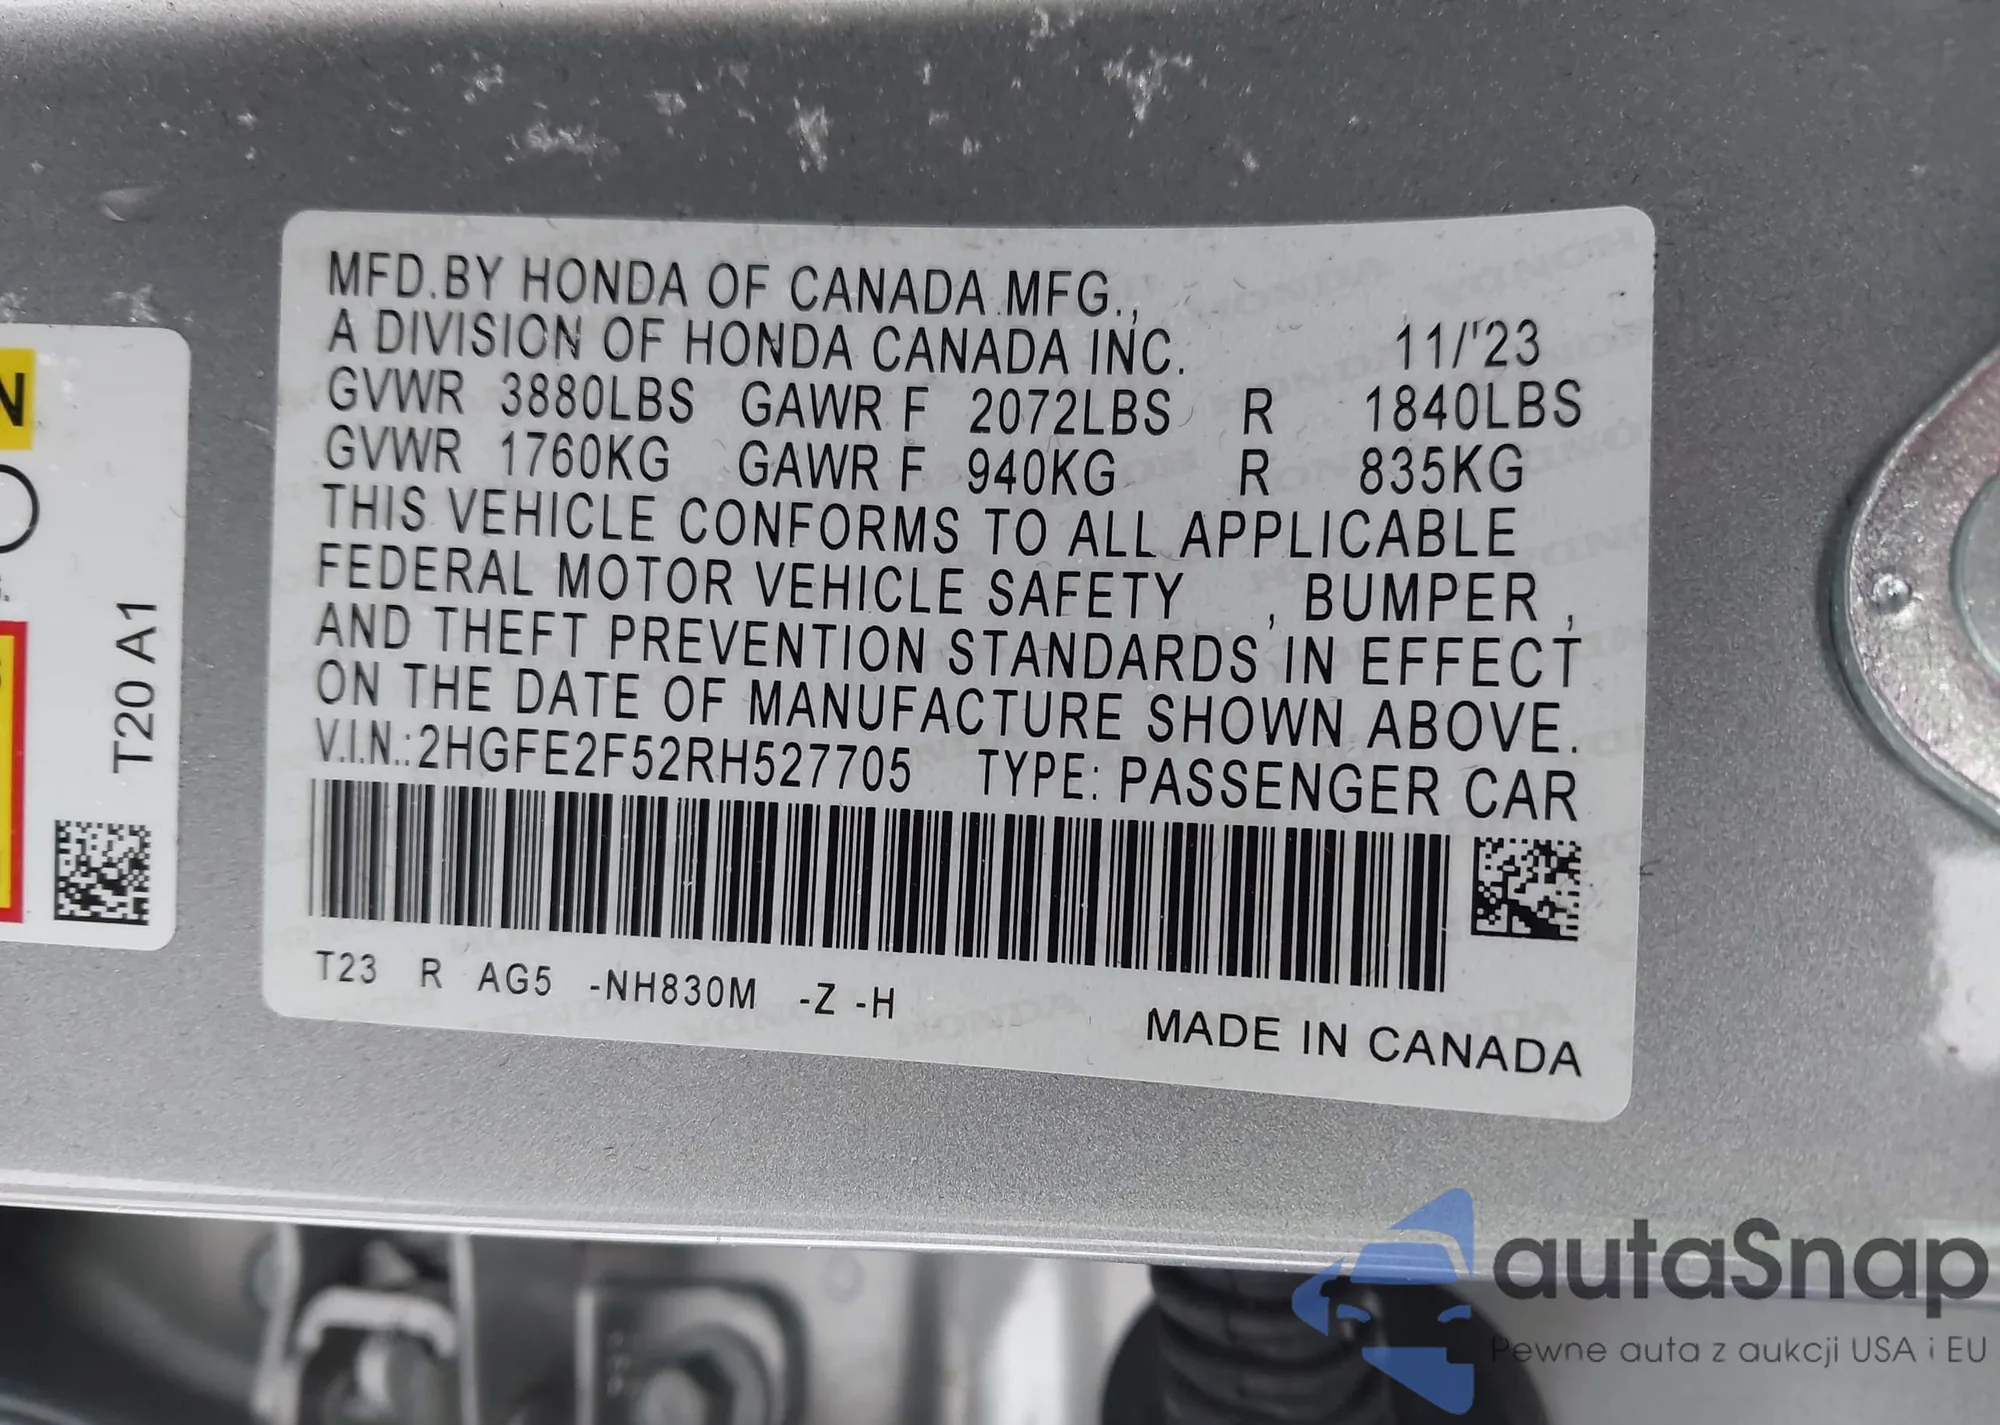 MFD.BY HONDA OF CANADA MFG.,
A DIVISION OF HONDA CANADA INC. 11/'23
GVWR 3880LBS GAWR F 2072LBS R 1840LBS
GVWR 1760KG GAWR F 940KG R 835KG
THIS VEHICLE CONFORMS TO ALL APPLICABLE
FEDERAL MOTOR VEHICLE SAFETY , BUMPER ,
AND THEFT PREVENTION STANDARDS IN EFFECT
ON THE DATE OF MANUFACTURE SHOWN ABOVE.
V.I.N.:2HGFE2F52RH527705 TYPE: PASSENGER CAR
T23 R AG5 -NH830M -Z -H
MADE IN CANADA
T20 A1
N
autaSnap
Pewne auta z aukcji USA i EU